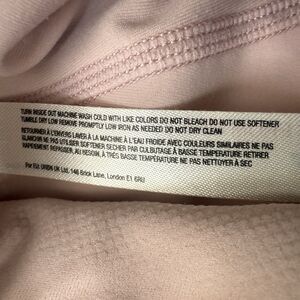 TURN INSIDE OUT MACHINE WASH COLD WITH LIKE COLORS DO NOT BLEACH DO NOT USE SOFTENER
TUMBLE DRY LOW REMOVE PROMPTLY LOW IRON AS NEEDED DO NOT DRY CLEAN
RETOURNER À L'ENVERS LAVER À LA MACHINE À L'EAU FROIDE AVEC COULEURS SIMILAIRES NE PAS
BLANCHIR NE PAS UTILISER SOFTENER SÉCHER PAR CULBUTAGE À BASSE TEMPÉRATURE RETIRER
RAPIDEMENT REPASSER, AU BESOIN, À TRÈS BASSE TEMPÉRATURE NE PAS NETTOYER À SEC
For EU: URBN UK Ltd. 146 Brick Lane, London E1 6RU